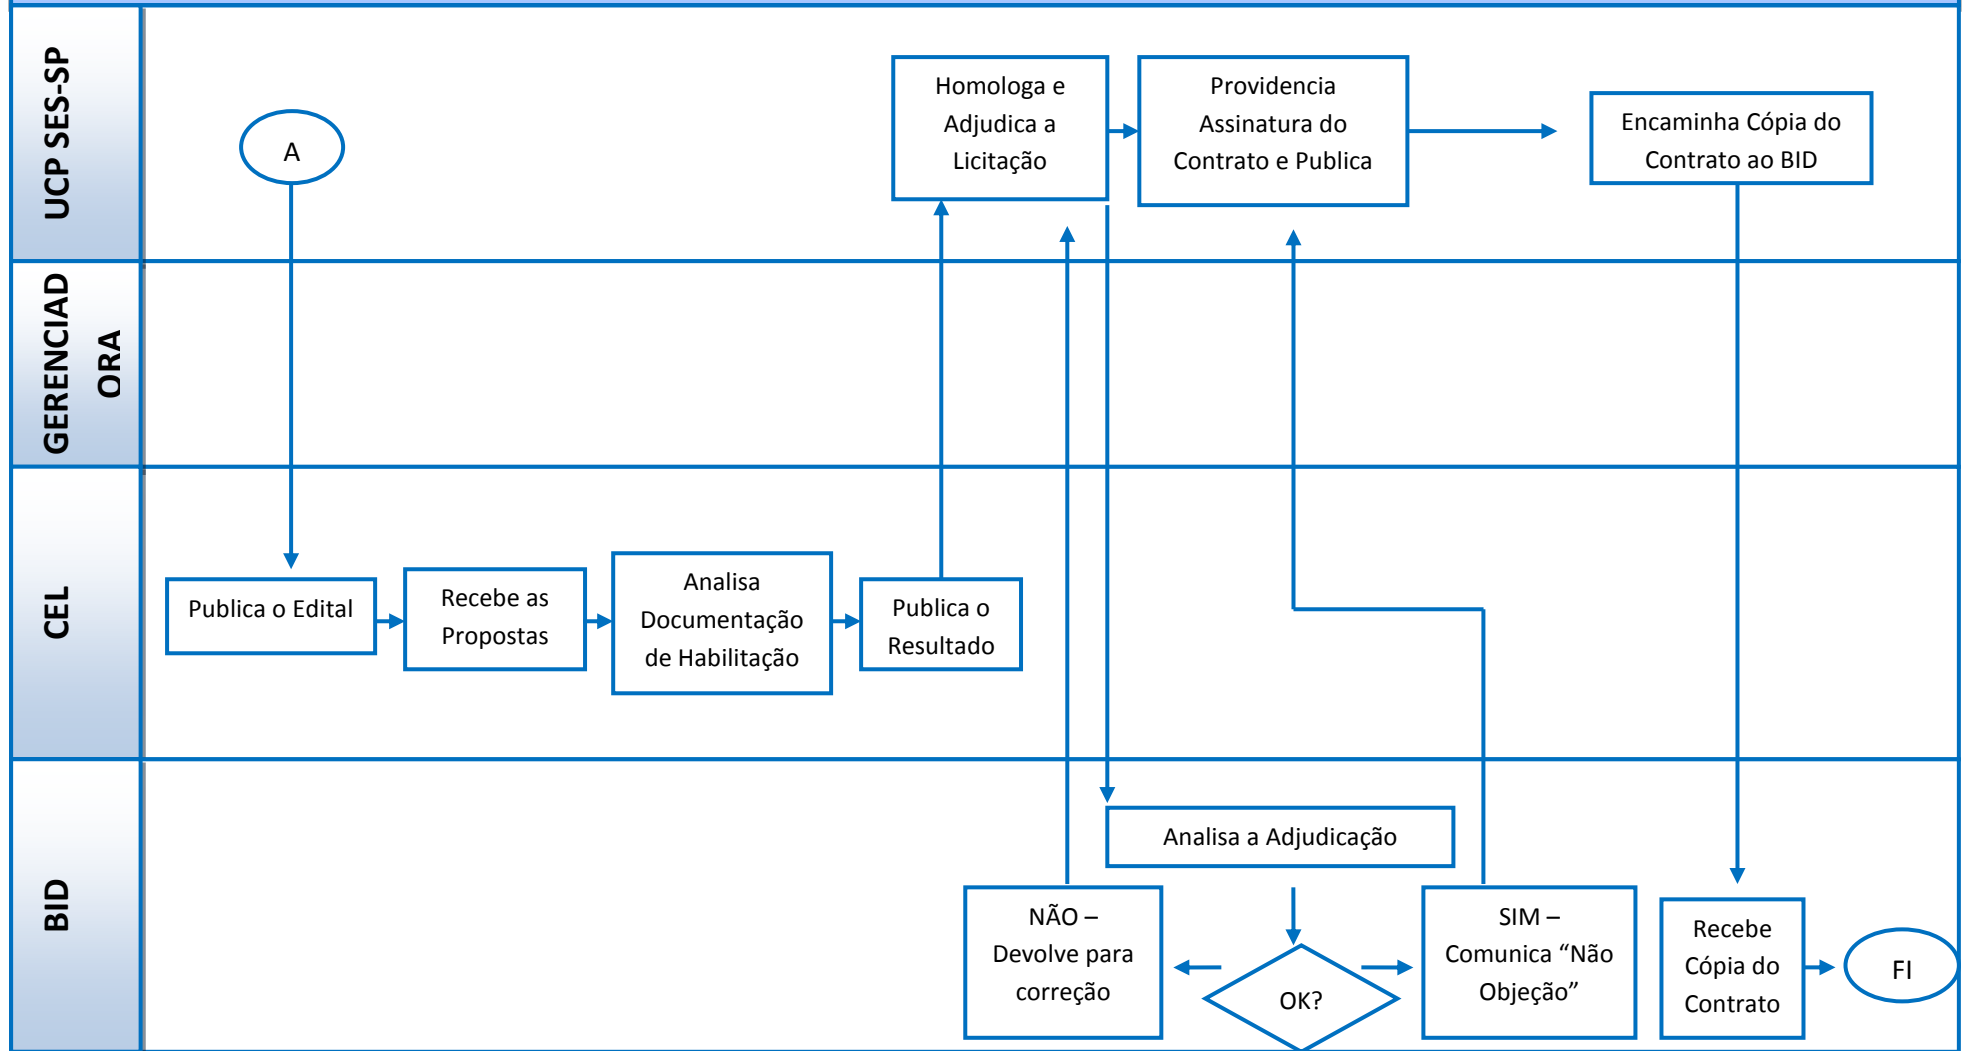 UCP SES-SP
A
Homologa e
Adjudica a
Licitação
Providencia
Assinatura do
Contrato e Publica
Encaminha Cópia do
Contrato ao BID
GERENCIAD
ORA
CEL
Publica o Edital
Recebe as
Propostas
Analisa
Documentação
de Habilitação
Publica o
Resultado
BID
Analisa a Adjudicação
NÃO –
Devolve para
correção
OK?
SIM –
Comunica “Não
Objeção”
Recebe
Cópia do
Contrato
FI